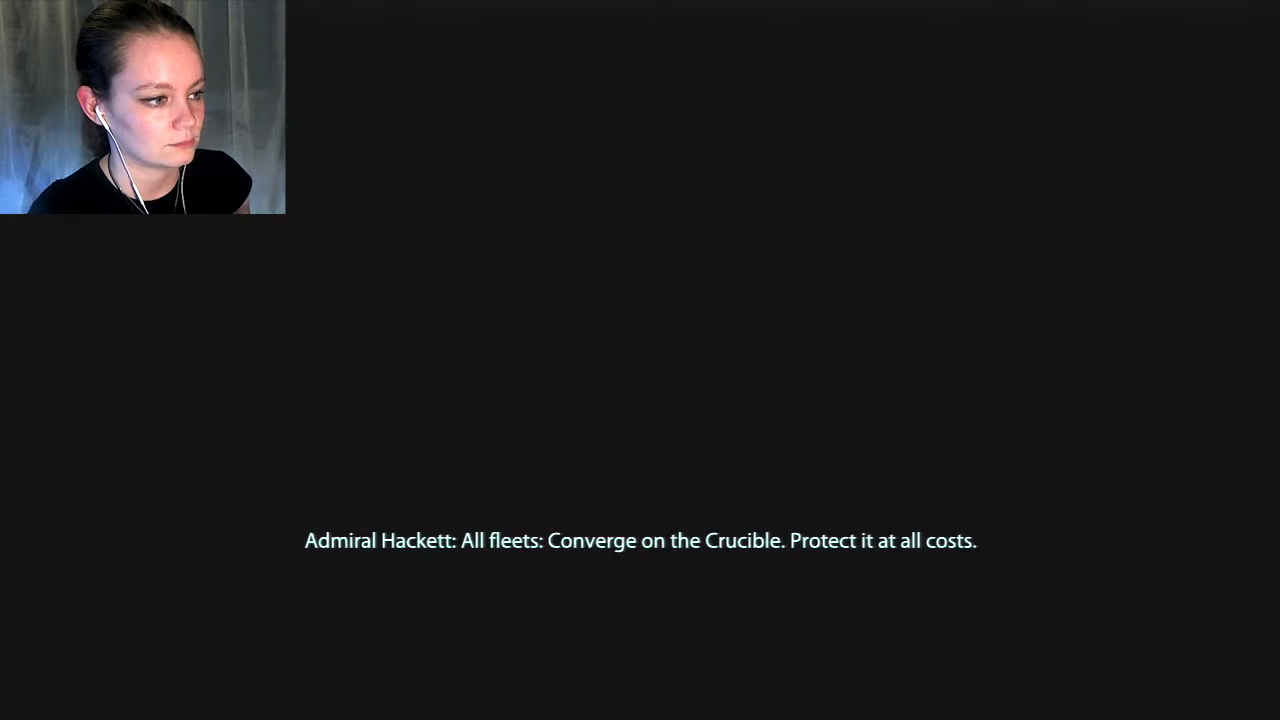 Admiral Hackett: All fleets: Converge on the Crucible. Protect it at all costs.